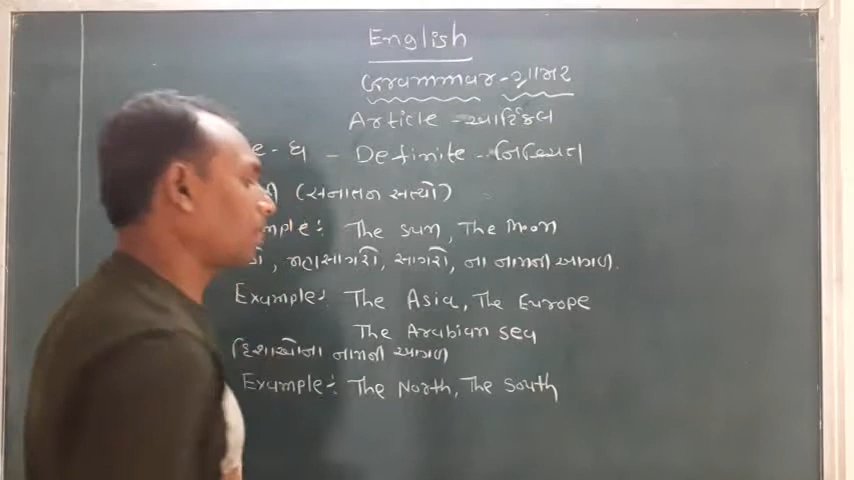 English
Grammar - ગ્રામર
Article - આર્ટિકલ
e - ધ - Definite - નિશ્ચિત
ની (સનાતન સત્યો)
mple: The Sun, The Moon
મહાસાગરો, સાગરો, ના નામની આગળ.
Example: The Asia, The Europe
The Arabian sea
દિશાઓના નામની આગળ
Example: The North, The South